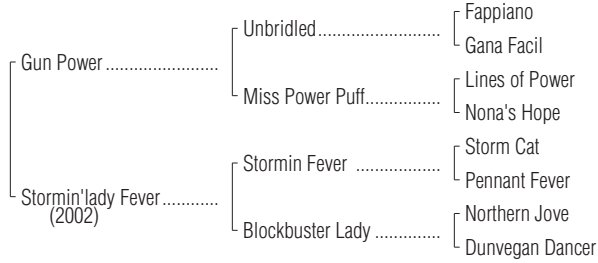 Fappiano
Unbridled........................
Gana Facil
Gun Power ......................
Lines of Power
Miss Power Puff...............
Nona's Hope
Storm Cat
Stormin Fever ................
Pennant Fever
Stormin'lady Fever...........
(2002)
Northern Jove
Blockbuster Lady .............
Dunvegan Dancer